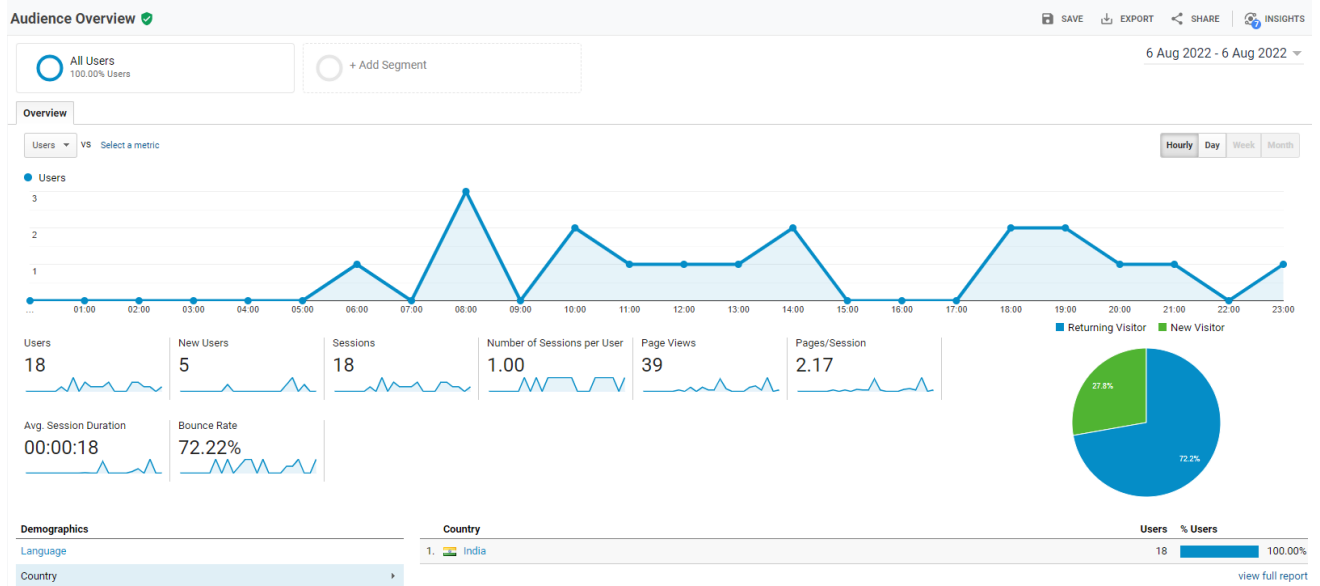 Audience Overview
SAVE EXPORT SHARE INSIGHTS
7
All Users
100.00% Users
+ Add Segment
6 Aug 2022 - 6 Aug 2022
Overview
Users VS Select a metric
Hourly Day Week Month
Users
3
2
1
... 01:00 02:00 03:00 04:00 05:00 06:00 07:00 08:00 09:00 10:00 11:00 12:00 13:00 14:00 15:00 16:00 17:00 18:00 19:00 20:00 21:00 22:00 23:00
Returning Visitor New Visitor
Users
18
New Users
5
Sessions
18
Number of Sessions per User
1.00
Page Views
39
Pages/Session
2.17
Avg. Session Duration
00:00:18
Bounce Rate
72.22%
27.8%
72.2%
Demographics
Language
Country
Country Users % Users
1. India 18 100.00%
view full report